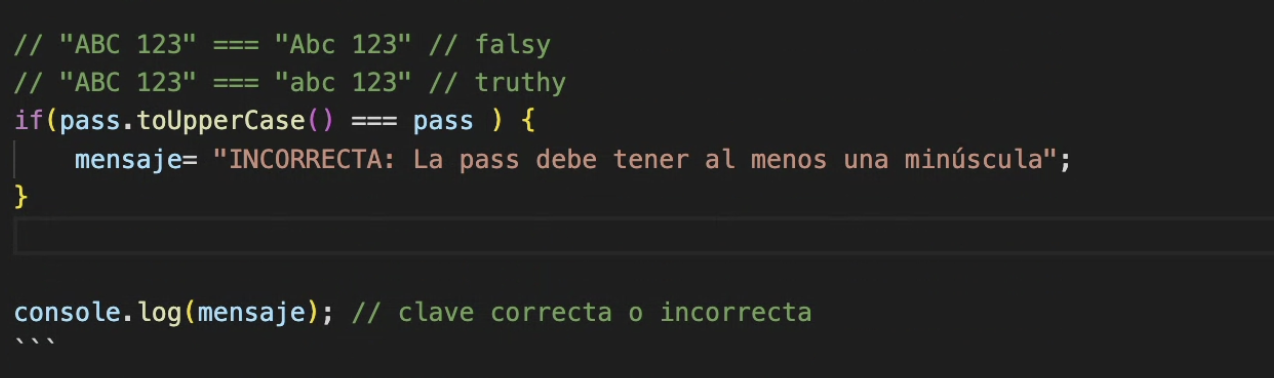 // "ABC 123" === "Abc 123" // falsy
// "ABC 123" === "abc 123" // truthy
if(pass.toUpperCase() === pass ) {
    mensaje= "INCORRECTA: La pass debe tener al menos una minúscula";
}
console.log(mensaje); // clave correcta o incorrecta
```